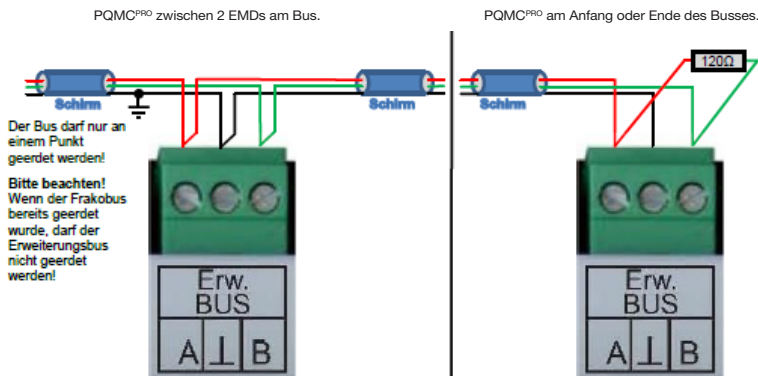 PQMCPRO zwischen 2 EMDs am Bus.
Schirm
Schirm
Der Bus darf nur an
einem Punkt
geerdet werden!
Bitte beachten!
Wenn der Frakobus
bereits geerdet
wurde, darf der
Erweiterungsbus
nicht geerdet
werden!
Erw.
BUS
A ⊥ B
PQMCPRO am Anfang oder Ende des Busses.
120Ω
Schirm
Erw.
BUS
A ⊥ B